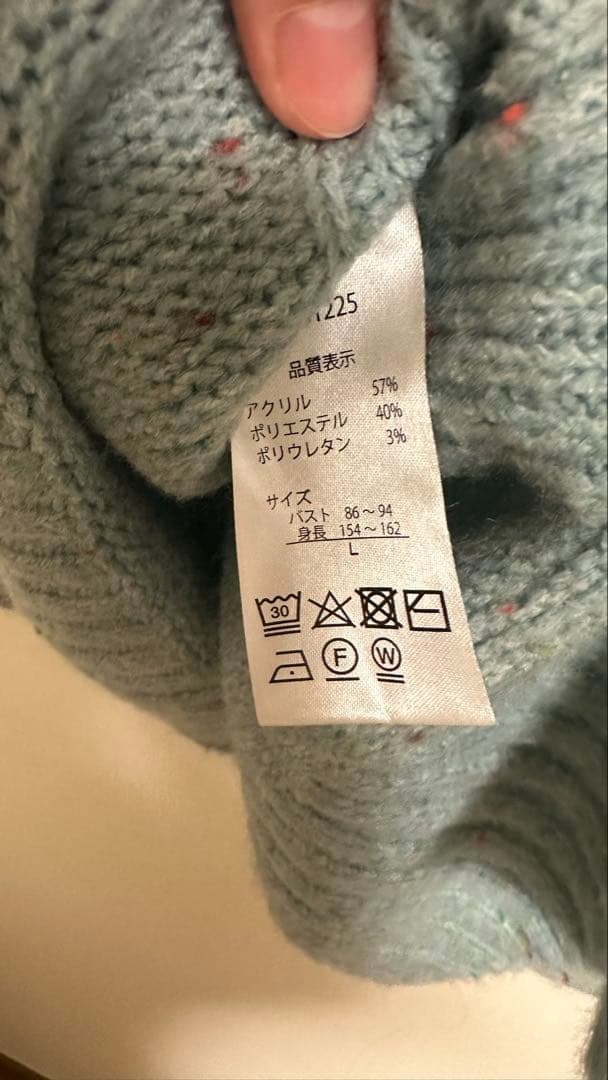 1225
品質表示
アクリル 57%
ポリエステル 40%
ポリウレタン 3%
サイズ
バスト 86～94
身長 154～162
L
30
F W